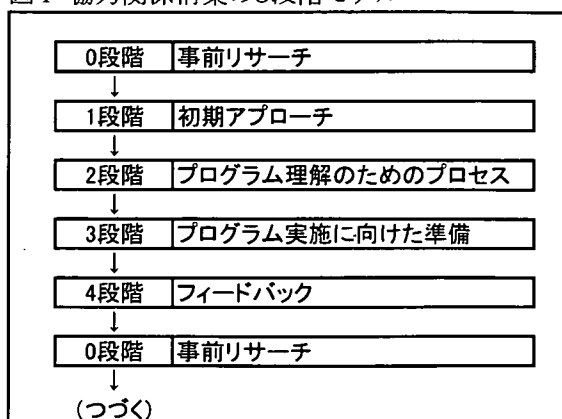 0段階 事前リサーチ
↓
1段階 初期アプローチ
↓
2段階 プログラム理解のためのプロセス
↓
3段階 プログラム実施に向けた準備
↓
4段階 フィードバック
↓
0段階 事前リサーチ
↓
(つづく)